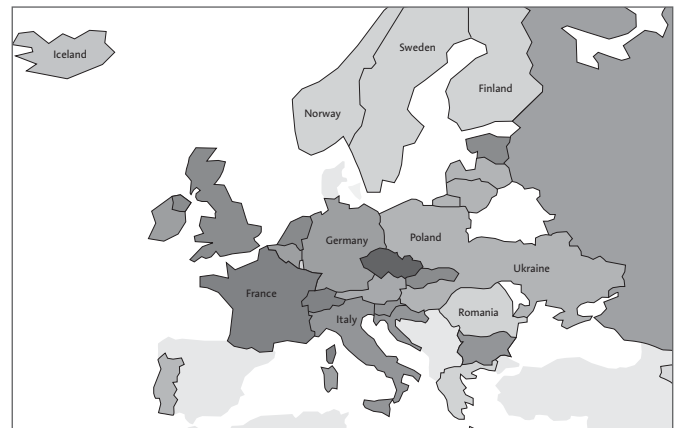 Iceland
Sweden
Finland
Norway
Germany
Poland
Ukraine
France
Romania
Italy